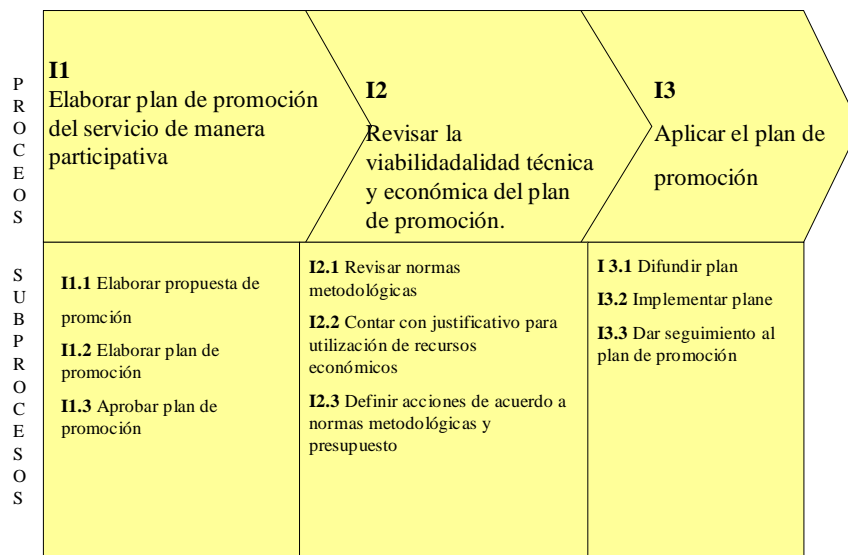 P
R
O
C
E
O
S
I1
Elaborar plan de promoción
del servicio de manera
participativa
I2
Revisar la
viabilidadalidad técnica
y económica del plan
de promoción.
I3
Aplicar el plan de
promoción
S
U
B
P
R
O
C
E
S
O
S
I1.1 Elaborar propuesta de
promción
I1.2 Elaborar plan de
promoción
I1.3 Aprobar plan de
promoción
I2.1 Revisar normas
metodológicas
I2.2 Contar con justificativo para
utilización de recursos
económicos
I2.3 Definir acciones de acuerdo a
normas metodológicas y
presupuesto
I 3.1 Difundir plan
I3.2 Implementar plane
I3.3 Dar seguimiento al
plan de promoción